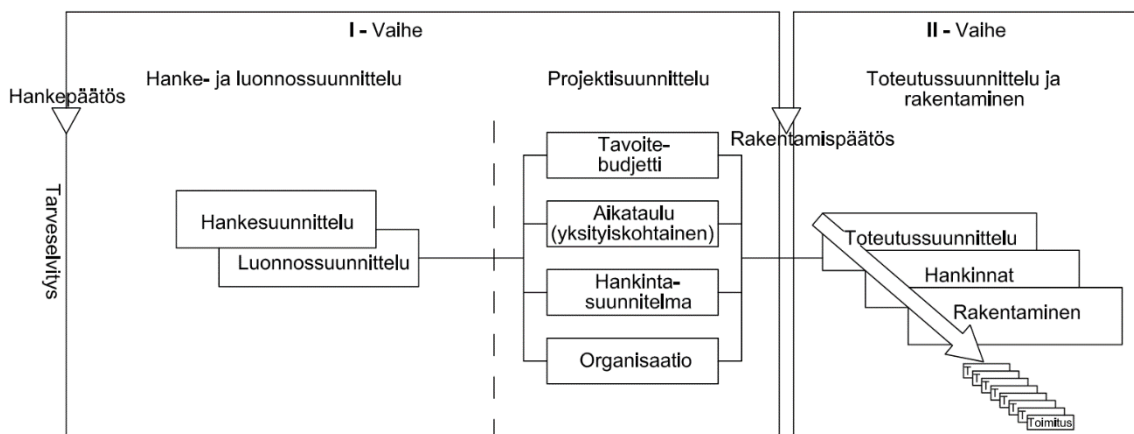 I - Vaihe
II - Vaihe
Hanke- ja luonnossuunnittelu
Projektisuunnittelu
Toteutussuunnittelu ja
rakentaminen
Hankepäätös
Rakentamispäätös
Tarveselvitys
Hankesuunnittelu
Luonnossuunnittelu
Tavoite-
budjetti
Aikataulu
(yksityiskohtainen)
Hankinta-
suunnitelma
Organisaatio
Toteutussuunnittelu
Hankinnat
Rakentaminen
T
T
T
T
T
T
T
Toimitus